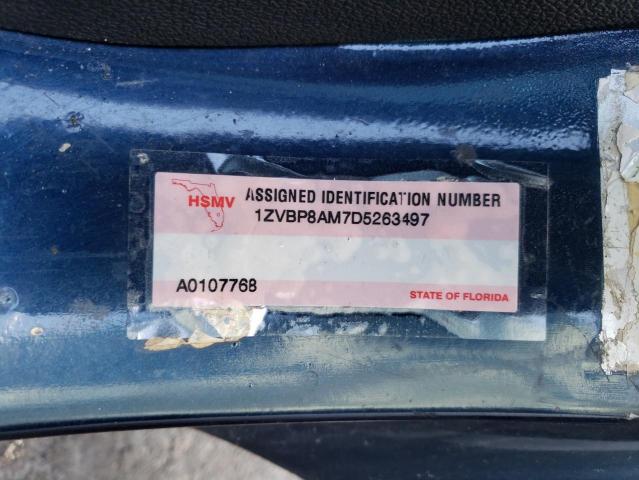 HSMV ASSIGNED IDENTIFICATION NUMBER
1ZVBP8AM7D5263497
A0107768 STATE OF FLORIDA